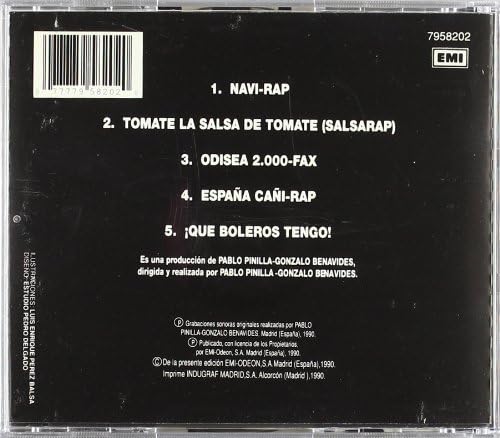 7958202
EMI
77779 58202
1. NAVI-RAP
2. TOMATE LA SALSA DE TOMATE (SALSARAP)
3. ODISEA 2.000-FAX
4. ESPAÑA CAÑI-RAP
5. ¡QUE BOLEROS TENGO!
Es una producción de PABLO PINILLA-GONZALO BENAVIDES,
dirigida y realizada por PABLO PINILLA -GONZALO BENAVIDES.
Ⓟ Grabaciones sonoras originales realizadas por PABLO
PINILLA-GONZALO BENAVIDES, Madrid (España), 1990.
Ⓟ Publicado, con licencia de los Propietarios,
por EMI-Odeon, S.A. Madrid (España), 1990.
© De la presente edición EMI-ODEON, S.A Madrid (España),1990.
Imprime INDUGRAF MADRID, S.A. Alcorcón (Madrid ),1990.
ILUSTRACIONES: LUIS ENRIQUE PEREZ BALSA
DISEÑO: ESTUDIO PEDRO DELGADO